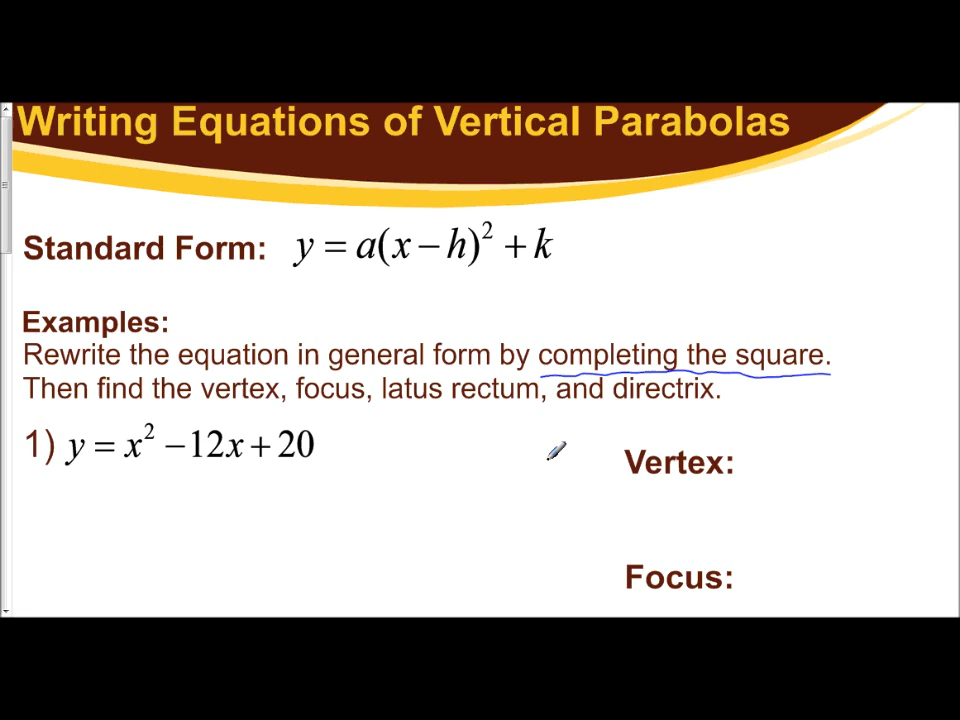 Writing Equations of Vertical Parabolas
Standard Form: y = a(x − h)² + k
Examples:
Rewrite the equation in general form by completing the square.
Then find the vertex, focus, latus rectum, and directrix.
1) y = x² − 12x + 20
Vertex:
Focus: